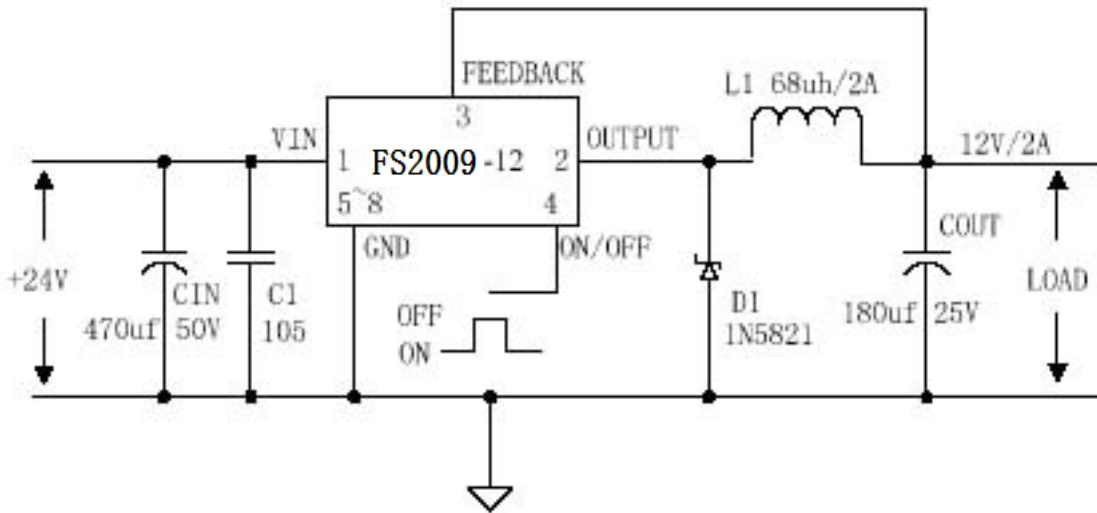 FEEDBACK
L1 68uh/2A
3
VIN
OUTPUT
12V/2A
1 FS2009 -12 2
5~8
4
GND
ON/OFF
COUT
+24V
CIN
C1
D1
LOAD
470uf 50V
105
OFF
ON
1N5821
180uf 25V